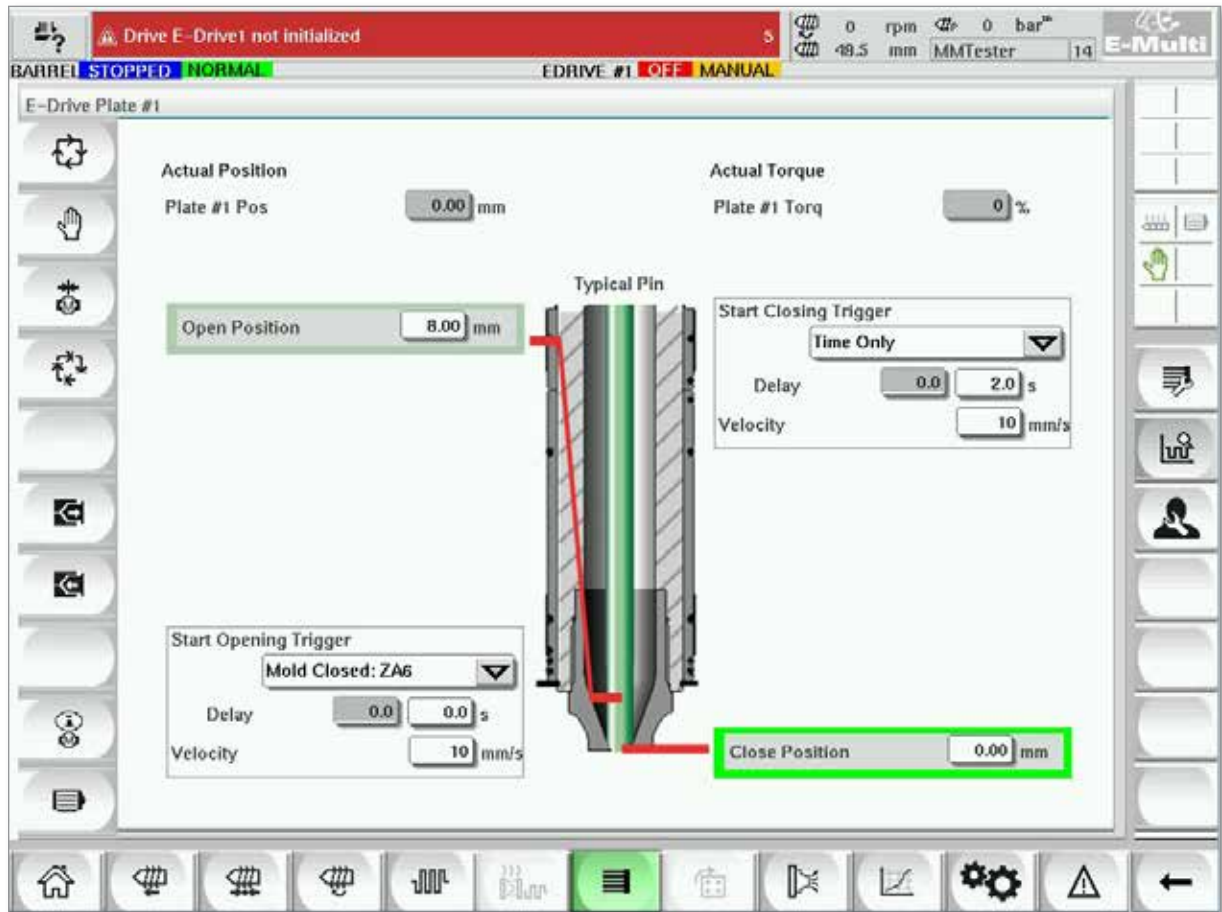 Drive E-Drive1 not initialized 5
0 rpm 0 bar
48.5 mm MMTester 14
E-Multi
BARREL STOPPED NORMAL EDRIVE #1 OFF MANUAL
E-Drive Plate #1
Actual Position
Plate #1 Pos 0.00 mm
Actual Torque
Plate #1 Torq 0 %
Typical Pin
Open Position 8.00 mm
Start Closing Trigger
Time Only
Delay 0.0 2.0 s
Velocity 10 mm/s
Start Opening Trigger
Mold Closed: ZA6
Delay 0.0 0.0 s
Velocity 10 mm/s
Close Position 0.00 mm